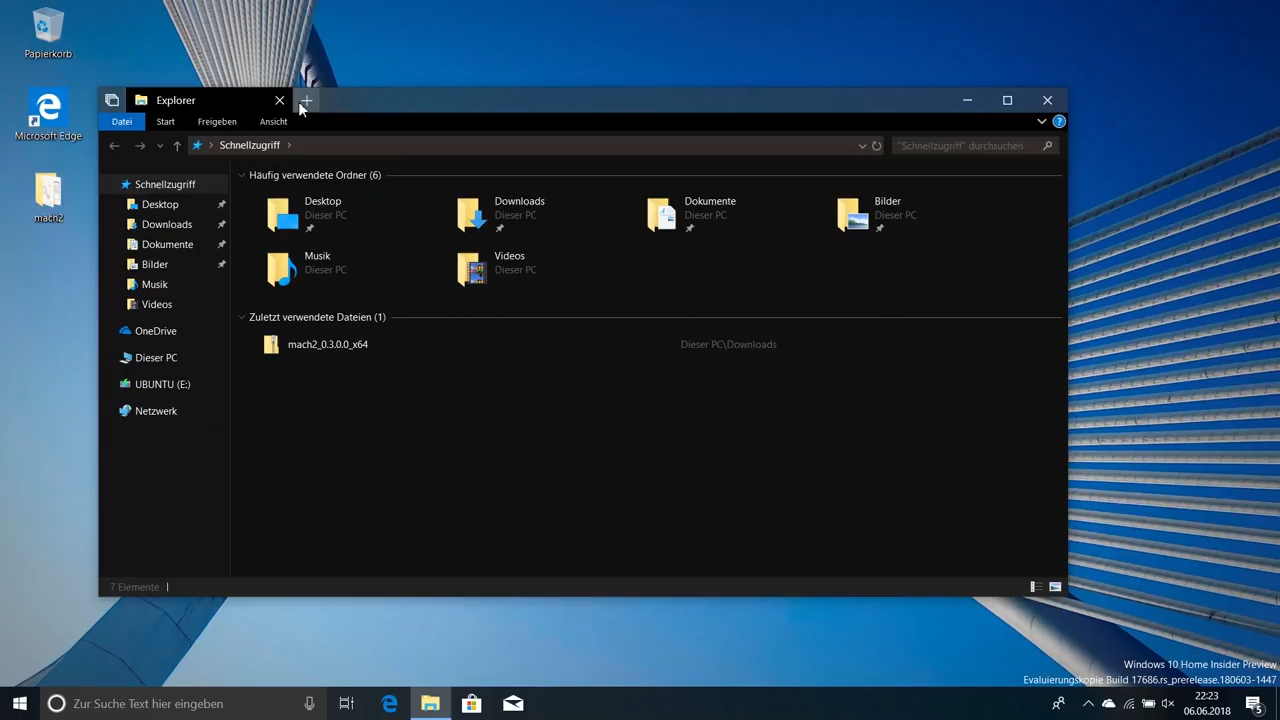 Papierkorb
Microsoft Edge
mach2
Explorer
Datei
Start
Freigeben
Ansicht
Schnellzugriff
"Schnellzugriff" durchsuchen
Schnellzugriff
Desktop
Downloads
Dokumente
Bilder
Musik
Videos
OneDrive
Dieser PC
UBUNTU (E:)
Netzwerk
Häufig verwendete Ordner (6)
Desktop
Dieser PC
Downloads
Dieser PC
Dokumente
Dieser PC
Bilder
Dieser PC
Musik
Dieser PC
Videos
Dieser PC
Zuletzt verwendete Dateien (1)
mach2_0.3.0.0_x64
Dieser PC\Downloads
7 Elemente
Windows 10 Home Insider Preview
Evaluierungskopie Build 17686.rs_prerelease.180603-1447
Zur Suche Text hier eingeben
22:23
06.06.2018
5